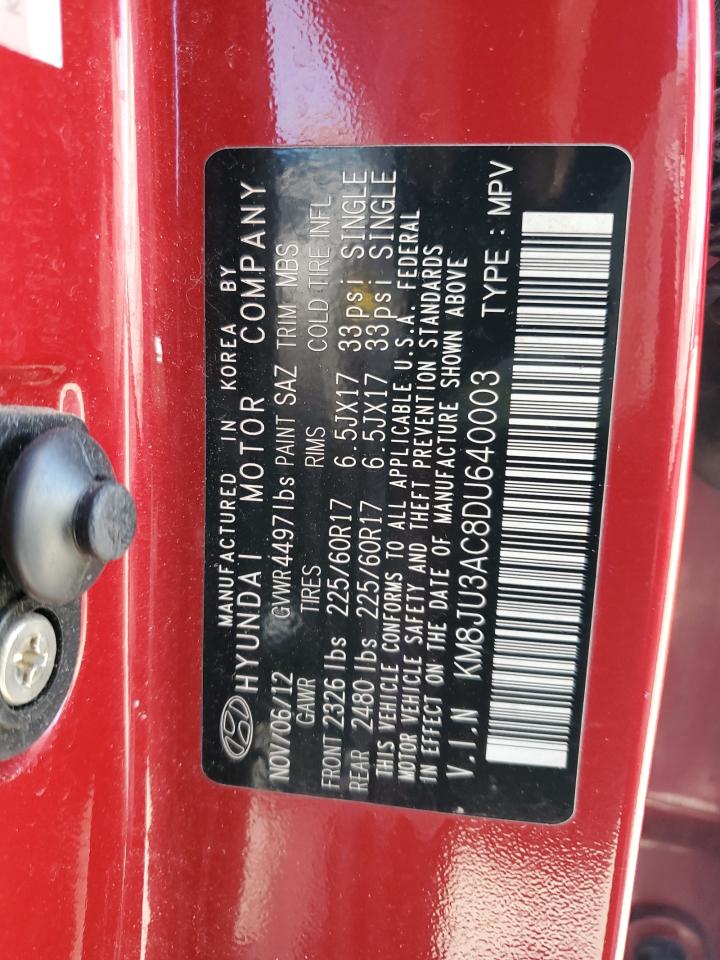 MANUFACTURED IN KOREA BY
HYUNDAI MOTOR COMPANY
NOV/06/12 GVWR 4497lbs PAINT SAZ TRIM MBS
GAWR TIRES RIMS COLD TIRE INFL
FRONT 2326 lbs 225/60R17 6.5JX17 33psi SINGLE
REAR 2480 lbs 225/60R17 6.5JX17 33psi SINGLE
THIS VEHICLE CONFORMS TO ALL APPLICABLE U.S.A. FEDERAL
MOTOR VEHICLE SAFETY AND THEFT PREVENTION STANDARDS
IN EFFECT ON THE DATE OF MANUFACTURE SHOWN ABOVE
V.I.N KM8JU3AC8DU640003 TYPE : MPV